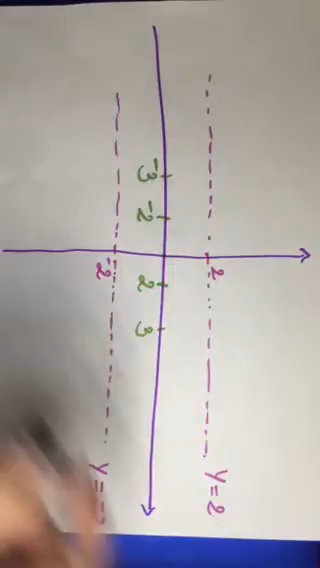 y = 2
2
-3 -2 2 3
-2
y =